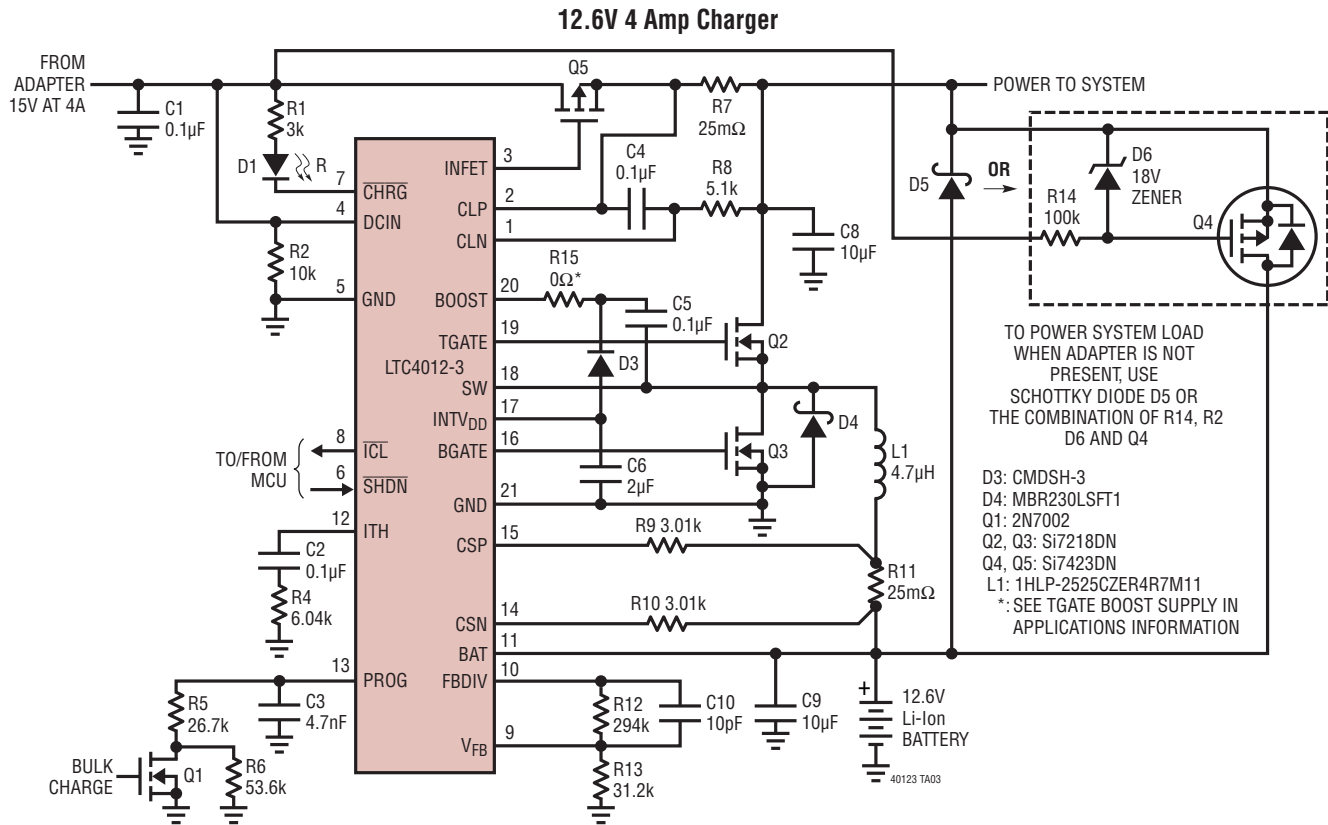 12.6V 4 Amp Charger
FROM
ADAPTER
15V AT 4A
C1
0.1µF
R1
3k
D1
R
Q5
R7
25mΩ
POWER TO SYSTEM
INFET
3
C4
0.1µF
R8
5.1k
7
CHRG
CLP
2
4
DCIN
CLN
1
R2
10k
5
GND
C8
10µF
D5
OR
R14
100k
D6
18V
ZENER
Q4
R15
0Ω*
BOOST
20
C5
0.1µF
TGATE
19
Q2
LTC4012-3
D3
SW
18
INTVDD
17
D4
BGATE
16
Q3
L1
4.7µH
C6
2µF
GND
21
TO/FROM
MCU
8
ICL
6
SHDN
12
ITH
CSP
15
R9 3.01k
C2
0.1µF
R4
6.04k
R11
25mΩ
CSN
14
R10 3.01k
BAT
11
13
PROG
FBDIV
10
R5
26.7k
C3
4.7nF
R12
294k
C10
10pF
C9
10µF
+
12.6V
Li-Ion
BATTERY
VFB
9
BULK
CHARGE
Q1
R6
53.6k
R13
31.2k
TO POWER SYSTEM LOAD
WHEN ADAPTER IS NOT
PRESENT, USE
SCHOTTKY DIODE D5 OR
THE COMBINATION OF R14, R2
D6 AND Q4
D3: CMDSH-3
D4: MBR230LSFT1
Q1: 2N7002
Q2, Q3: Si7218DN
Q4, Q5: Si7423DN
L1: 1HLP-2525CZER4R7M11
*: SEE TGATE BOOST SUPPLY IN
APPLICATIONS INFORMATION
40123 TA03